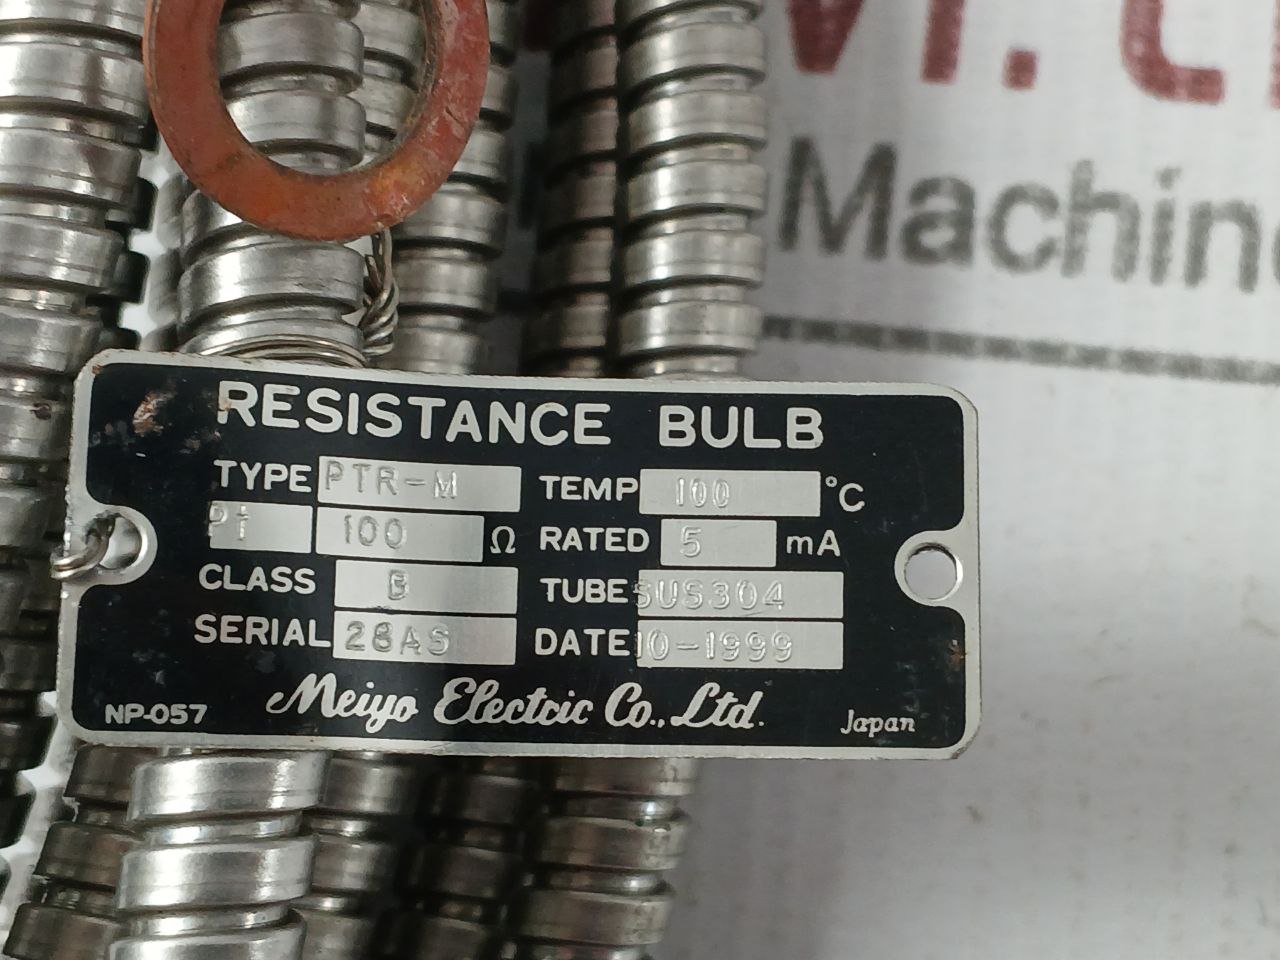 Machin
RESISTANCE BULB
TYPE PTR-M TEMP 100 °C
Pt 100 Ω RATED 5 mA
CLASS B TUBE SUS304
SERIAL 28AS DATE 10-1999
Meiyo Electric Co., Ltd.
NP-057 Japan